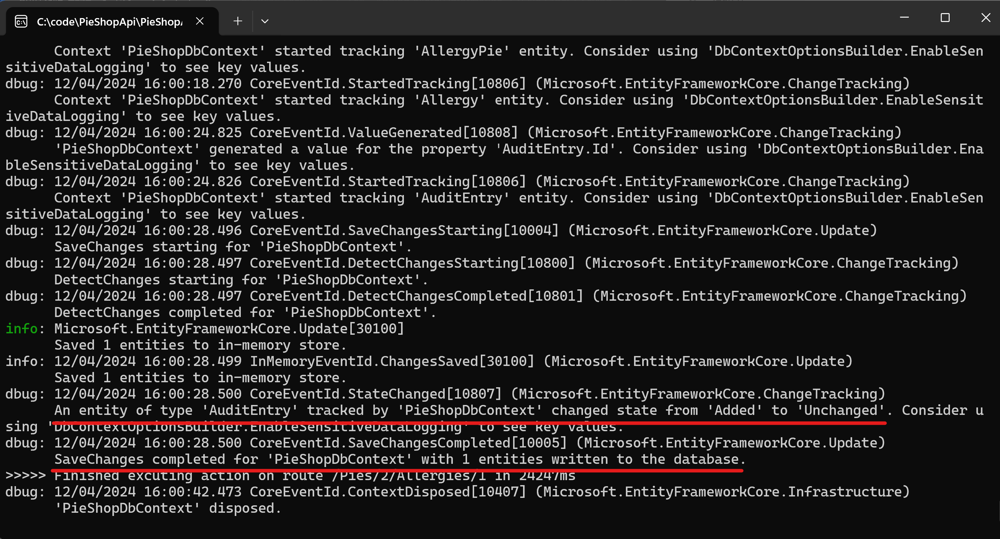 C:\code\PieShopApi\PieShop
Context 'PieShopDbContext' started tracking 'AllergyPie' entity. Consider using 'DbContextOptionsBuilder.EnableSen
sitiveDataLogging' to see key values.
dbug: 12/04/2024 16:00:18.270 CoreEventId.StartedTracking[10806] (Microsoft.EntityFrameworkCore.ChangeTracking)
Context 'PieShopDbContext' started tracking 'Allergy' entity. Consider using 'DbContextOptionsBuilder.EnableSensit
iveDataLogging' to see key values.
dbug: 12/04/2024 16:00:24.825 CoreEventId.ValueGenerated[10808] (Microsoft.EntityFrameworkCore.ChangeTracking)
'PieShopDbContext' generated a value for the property 'AuditEntry.Id'. Consider using 'DbContextOptionsBuilder.Ena
bleSensitiveDataLogging' to see key values.
dbug: 12/04/2024 16:00:24.826 CoreEventId.StartedTracking[10806] (Microsoft.EntityFrameworkCore.ChangeTracking)
Context 'PieShopDbContext' started tracking 'AuditEntry' entity. Consider using 'DbContextOptionsBuilder.EnableSen
sitiveDataLogging' to see key values.
dbug: 12/04/2024 16:00:28.496 CoreEventId.SaveChangesStarting[10004] (Microsoft.EntityFrameworkCore.Update)
SaveChanges starting for 'PieShopDbContext'.
dbug: 12/04/2024 16:00:28.497 CoreEventId.DetectChangesStarting[10800] (Microsoft.EntityFrameworkCore.ChangeTracking)
DetectChanges starting for 'PieShopDbContext'.
dbug: 12/04/2024 16:00:28.497 CoreEventId.DetectChangesCompleted[10801] (Microsoft.EntityFrameworkCore.ChangeTracking)
DetectChanges completed for 'PieShopDbContext'.
info: Microsoft.EntityFrameworkCore.Update[30100]
Saved 1 entities to in-memory store.
info: 12/04/2024 16:00:28.499 InMemoryEventId.ChangesSaved[30100] (Microsoft.EntityFrameworkCore.Update)
Saved 1 entities to in-memory store.
dbug: 12/04/2024 16:00:28.500 CoreEventId.StateChanged[10807] (Microsoft.EntityFrameworkCore.ChangeTracking)
An entity of type 'AuditEntry' tracked by 'PieShopDbContext' changed state from 'Added' to 'Unchanged'. Consider u
sing 'DbContextOptionsBuilder.EnableSensitiveDataLogging' to see key values.
dbug: 12/04/2024 16:00:28.500 CoreEventId.SaveChangesCompleted[10005] (Microsoft.EntityFrameworkCore.Update)
SaveChanges completed for 'PieShopDbContext' with 1 entities written to the database.
>>>>> Finished excuting action on route /Pies/2/Allergies/1 in 24247ms
dbug: 12/04/2024 16:00:42.473 CoreEventId.ContextDisposed[10407] (Microsoft.EntityFrameworkCore.Infrastructure)
'PieShopDbContext' disposed.